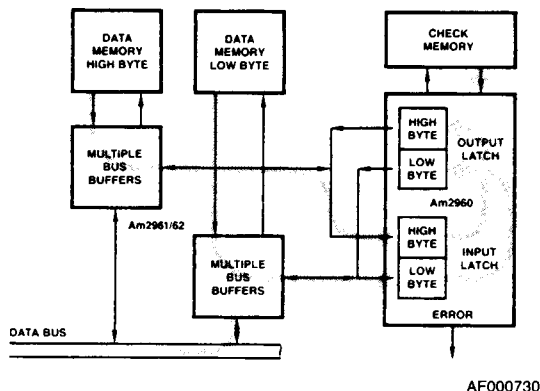 DATA
MEMORY
HIGH BYTE
DATA
MEMORY
LOW BYTE
CHECK
MEMORY
MULTIPLE
BUS
BUFFERS
Am2961/62
MULTIPLE
BUS
BUFFERS
HIGH
BYTE
LOW
BYTE
OUTPUT
LATCH
Am2960
HIGH
BYTE
LOW
BYTE
INPUT
LATCH
ERROR
DATA BUS
AF000730